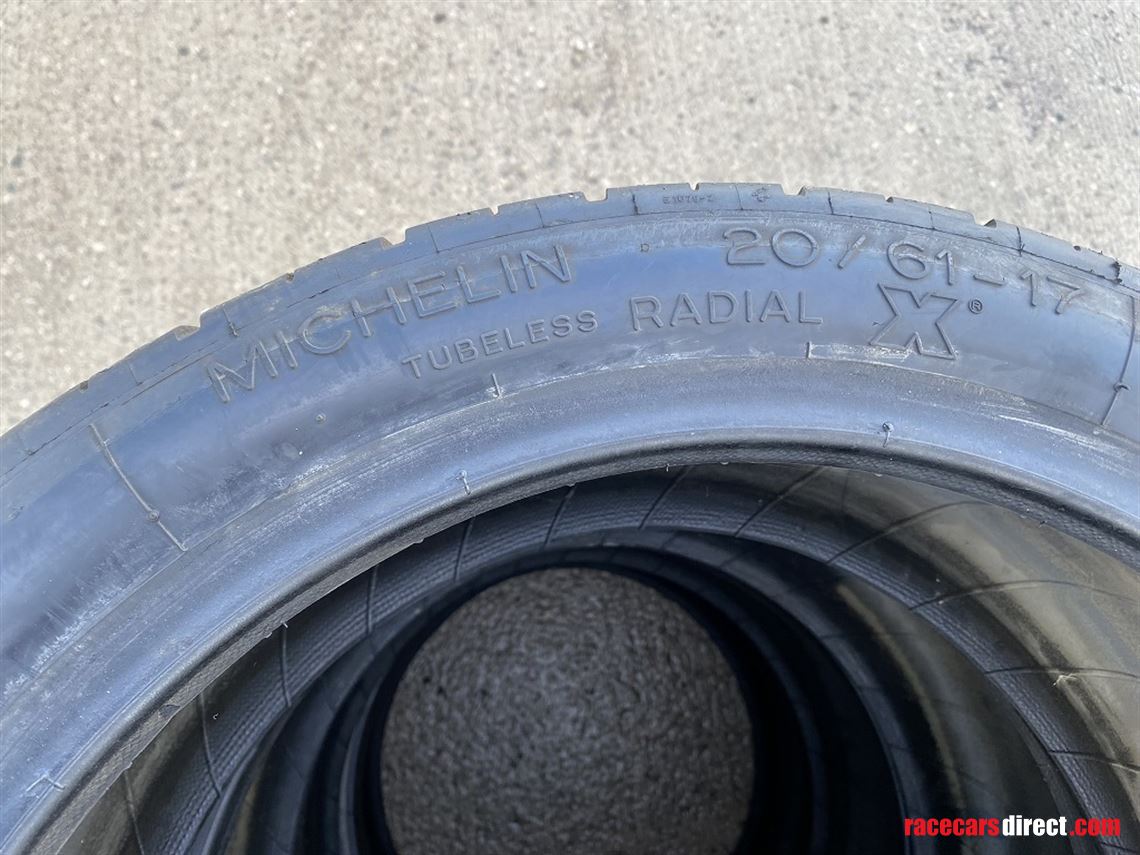 MICHELIN 20/61-17
TUBELESS RADIAL X®
racecarsdirect.com